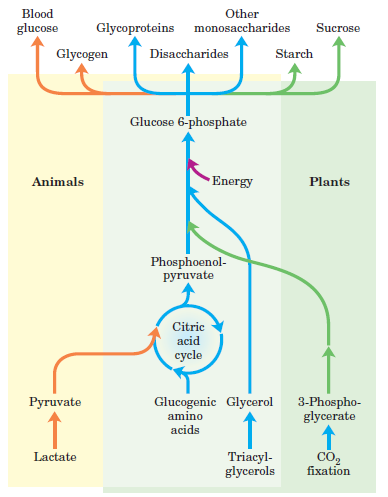 Blood
glucose
Glycoproteins
Other
monosaccharides
Sucrose
Glycogen
Disaccharides
Starch
Glucose 6-phosphate
Animals
Energy
Plants
Phosphoenol-
pyruvate
Citric
acid
cycle
Pyruvate
Glucogenic
amino
acids
Glycerol
3-Phospho-
glycerate
Lactate
Triacyl-
glycerols
CO₂
fixation